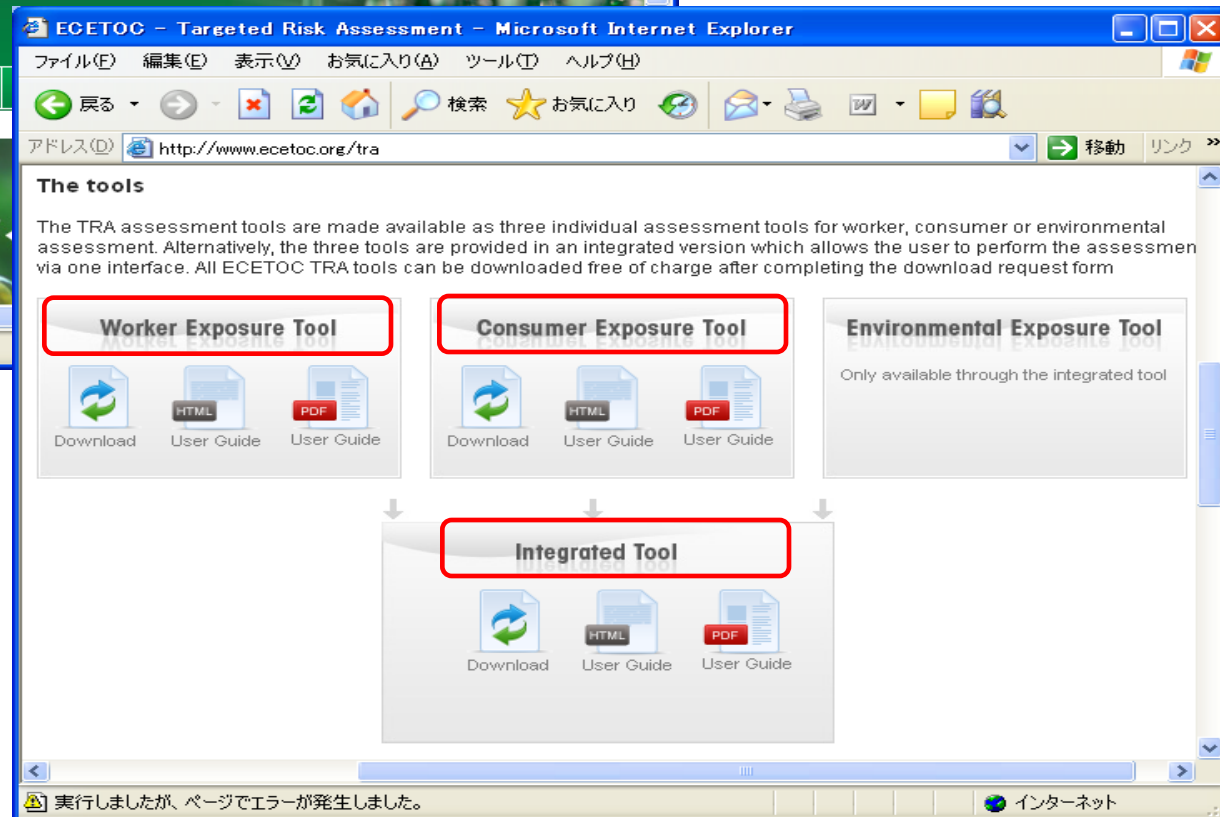 ECETOC - Targeted Risk Assessment - Microsoft Internet Explorer
ファイル(F) 編集(E) 表示(V) お気に入り(A) ツール(T) ヘルプ(H)
戻る 検索 お気に入り
アドレス(D) http://www.ecetoc.org/tra 移動 リンク »
The tools
The TRA assessment tools are made available as three individual assessment tools for worker, consumer or environmental
assessment. Alternatively, the three tools are provided in an integrated version which allows the user to perform the assessmen
via one interface. All ECETOC TRA tools can be downloaded free of charge after completing the download request form
Worker Exposure Tool
HTML PDF
Download User Guide User Guide
Consumer Exposure Tool
HTML PDF
Download User Guide User Guide
Environmental Exposure Tool
Only available through the integrated tool
Integrated Tool
HTML PDF
Download User Guide User Guide
実行しましたが、ページでエラーが発生しました。 インターネット